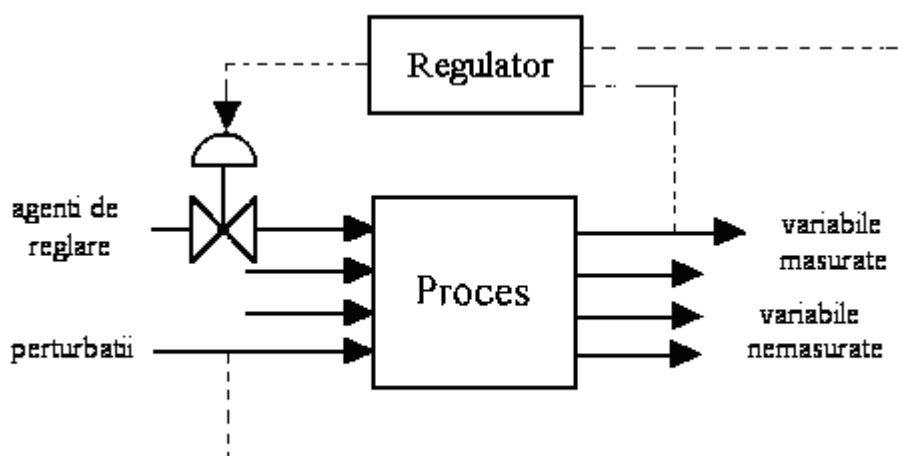 Regulator
agenti de
reglare
Proces
variabile
masurate
variabile
nemasurate
perturbatii